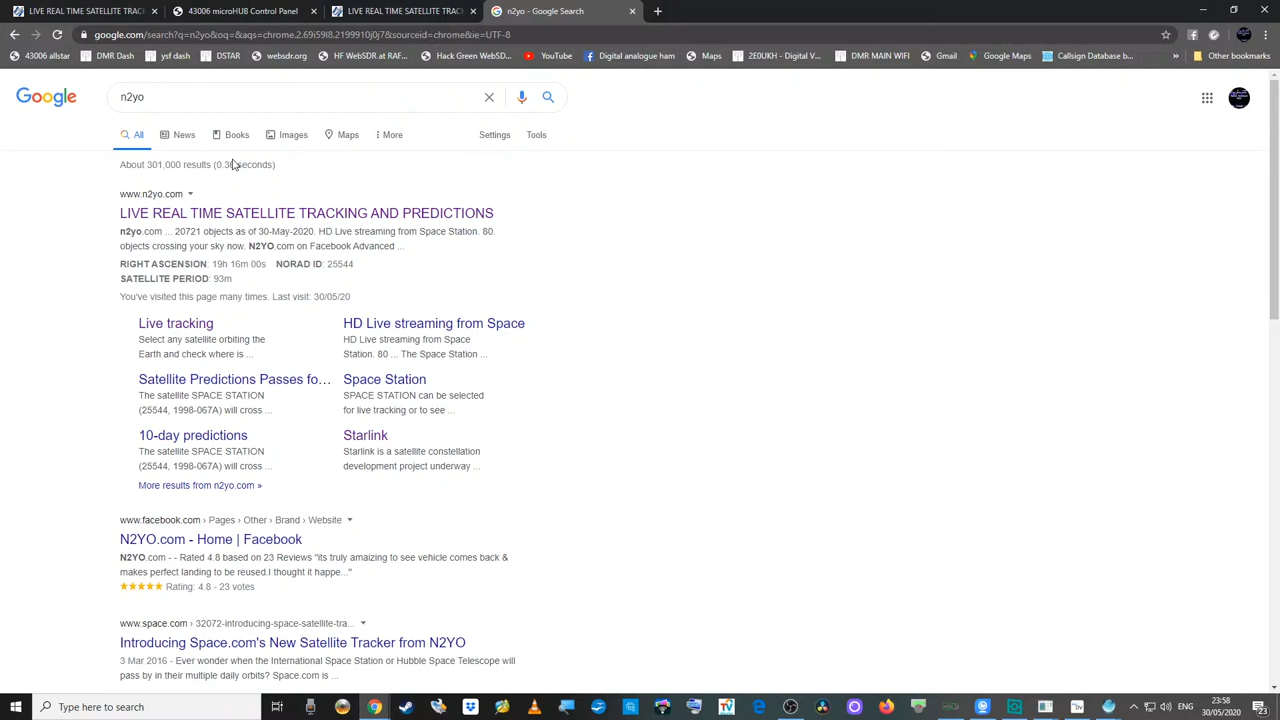 LIVE REAL TIME SATELLITE TRACK
43006 microHUB Control Panel
LIVE REAL TIME SATELLITE TRACK
n2yo - Google Search
google.com/search?q=n2yo&oq=&aqs=chrome.2.69i59l8.2199910j0j7&sourceid=chrome&ie=UTF-8
43006 allstar
DMR Dash
ysf dash
DSTAR
websdr.org
HF WebSDR at RAF...
Hack Green WebSD...
YouTube
Digital analogue ham
Maps
2E0UKH - Digital V...
DMR MAIN WIFI
Gmail
Google Maps
Callsign Database b...
»
Other bookmarks
Google
n2yo
All
News
Books
Images
Maps
More
Settings
Tools
About 301,000 results (0.3 seconds)
www.n2yo.com
LIVE REAL TIME SATELLITE TRACKING AND PREDICTIONS
n2yo.com ... 20721 objects as of 30-May-2020. HD Live streaming from Space Station. 80.
objects crossing your sky now. N2YO.com on Facebook Advanced ...
RIGHT ASCENSION: 19h 16m 00s NORAD ID: 25544
SATELLITE PERIOD: 93m
You've visited this page many times. Last visit: 30/05/20
Live tracking
Select any satellite orbiting the
Earth and check where is ...
HD Live streaming from Space
HD Live streaming from Space
Station. 80 ... The Space Station ...
Satellite Predictions Passes fo...
The satellite SPACE STATION
(25544, 1998-067A) will cross ...
Space Station
SPACE STATION can be selected
for live tracking or to see ...
10-day predictions
The satellite SPACE STATION
(25544, 1998-067A) will cross ...
Starlink
Starlink is a satellite constellation
development project underway ...
More results from n2yo.com »
www.facebook.com › Pages › Other › Brand › Website
N2YO.com - Home | Facebook
N2YO.com - - Rated 4.8 based on 23 Reviews "its truly amaizing to see vehicle comes back &
makes perfect landing to be reused.I thought it happe..."
Rating: 4.8 - 23 votes
www.space.com › 32072-introducing-space-satellite-tra...
Introducing Space.com's New Satellite Tracker from N2YO
3 Mar 2016 - Ever wonder when the International Space Station or Hubble Space Telescope will
pass by in their multiple daily orbits? Space.com is ...
Type here to search
TV
ENG
23:58
30/05/2020